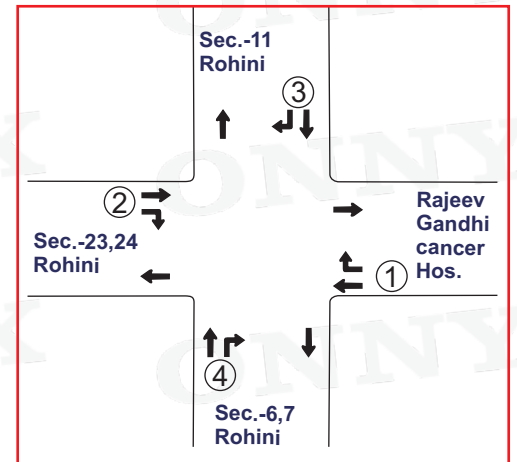 Sec.-11
Rohini
3
2
Sec.-23,24
Rohini
Rajeev
Gandhi
cancer
Hos.
1
4
Sec.-6,7
Rohini
ONNYX